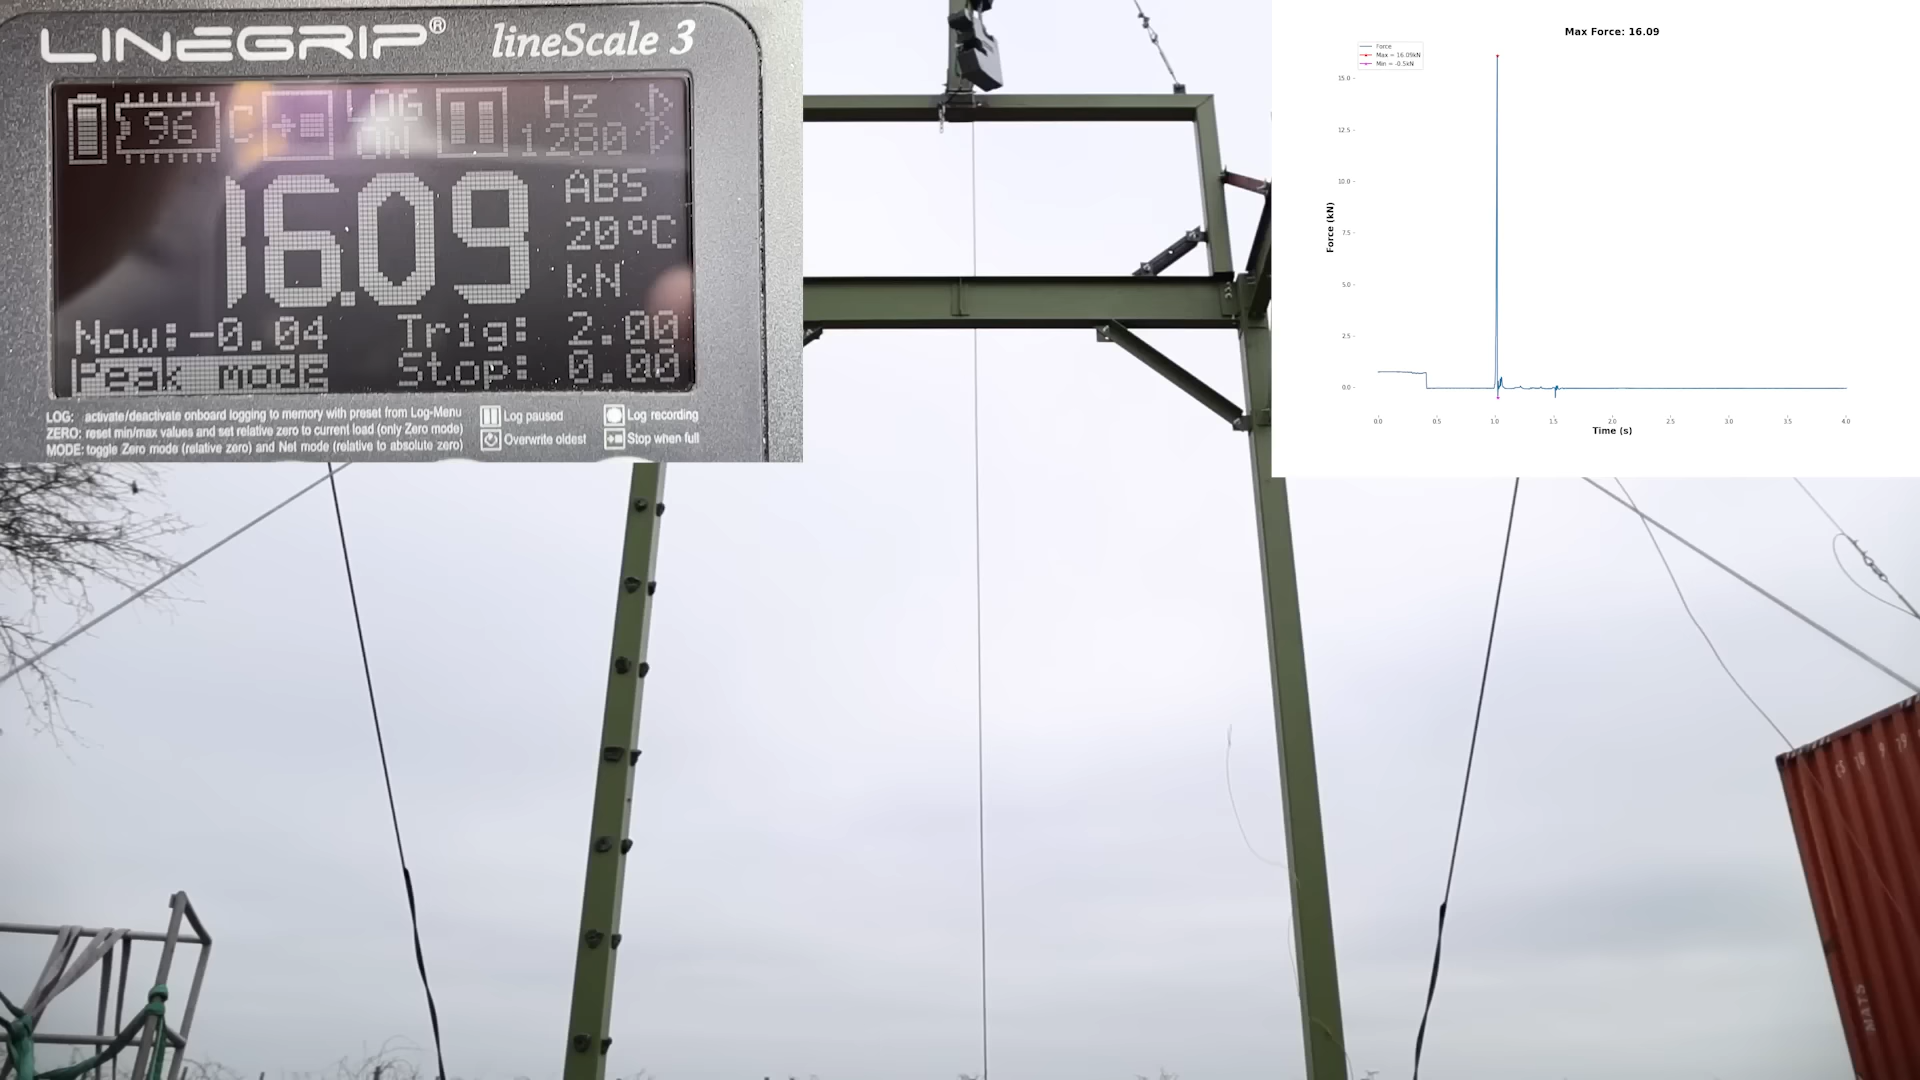 LINEGRIP® lineScale 3
96 °C LOG ON Hz 1280
16.09 ABS
20°C
kN
Now:-0.04 Trig: 2.00
Peak mode Stop: 0.00
LOG: activate/deactivate onboard logging to memory with preset from Log-Menu
ZERO: reset min/max values and set relative zero to current load (only Zero mode)
MODE: toggle Zero mode (relative zero) and Net mode (relative to absolute zero)
Log paused Log recording
Overwrite oldest Stop when full
Max Force: 16.09
Force
Max = 16.09kN
Min = -0.5kN
15.0
12.5
10.0
7.5
5.0
2.5
0.0
Force (kN)
0.0 0.5 1.0 1.5 2.0 2.5 3.0 3.5 4.0
Time (s)